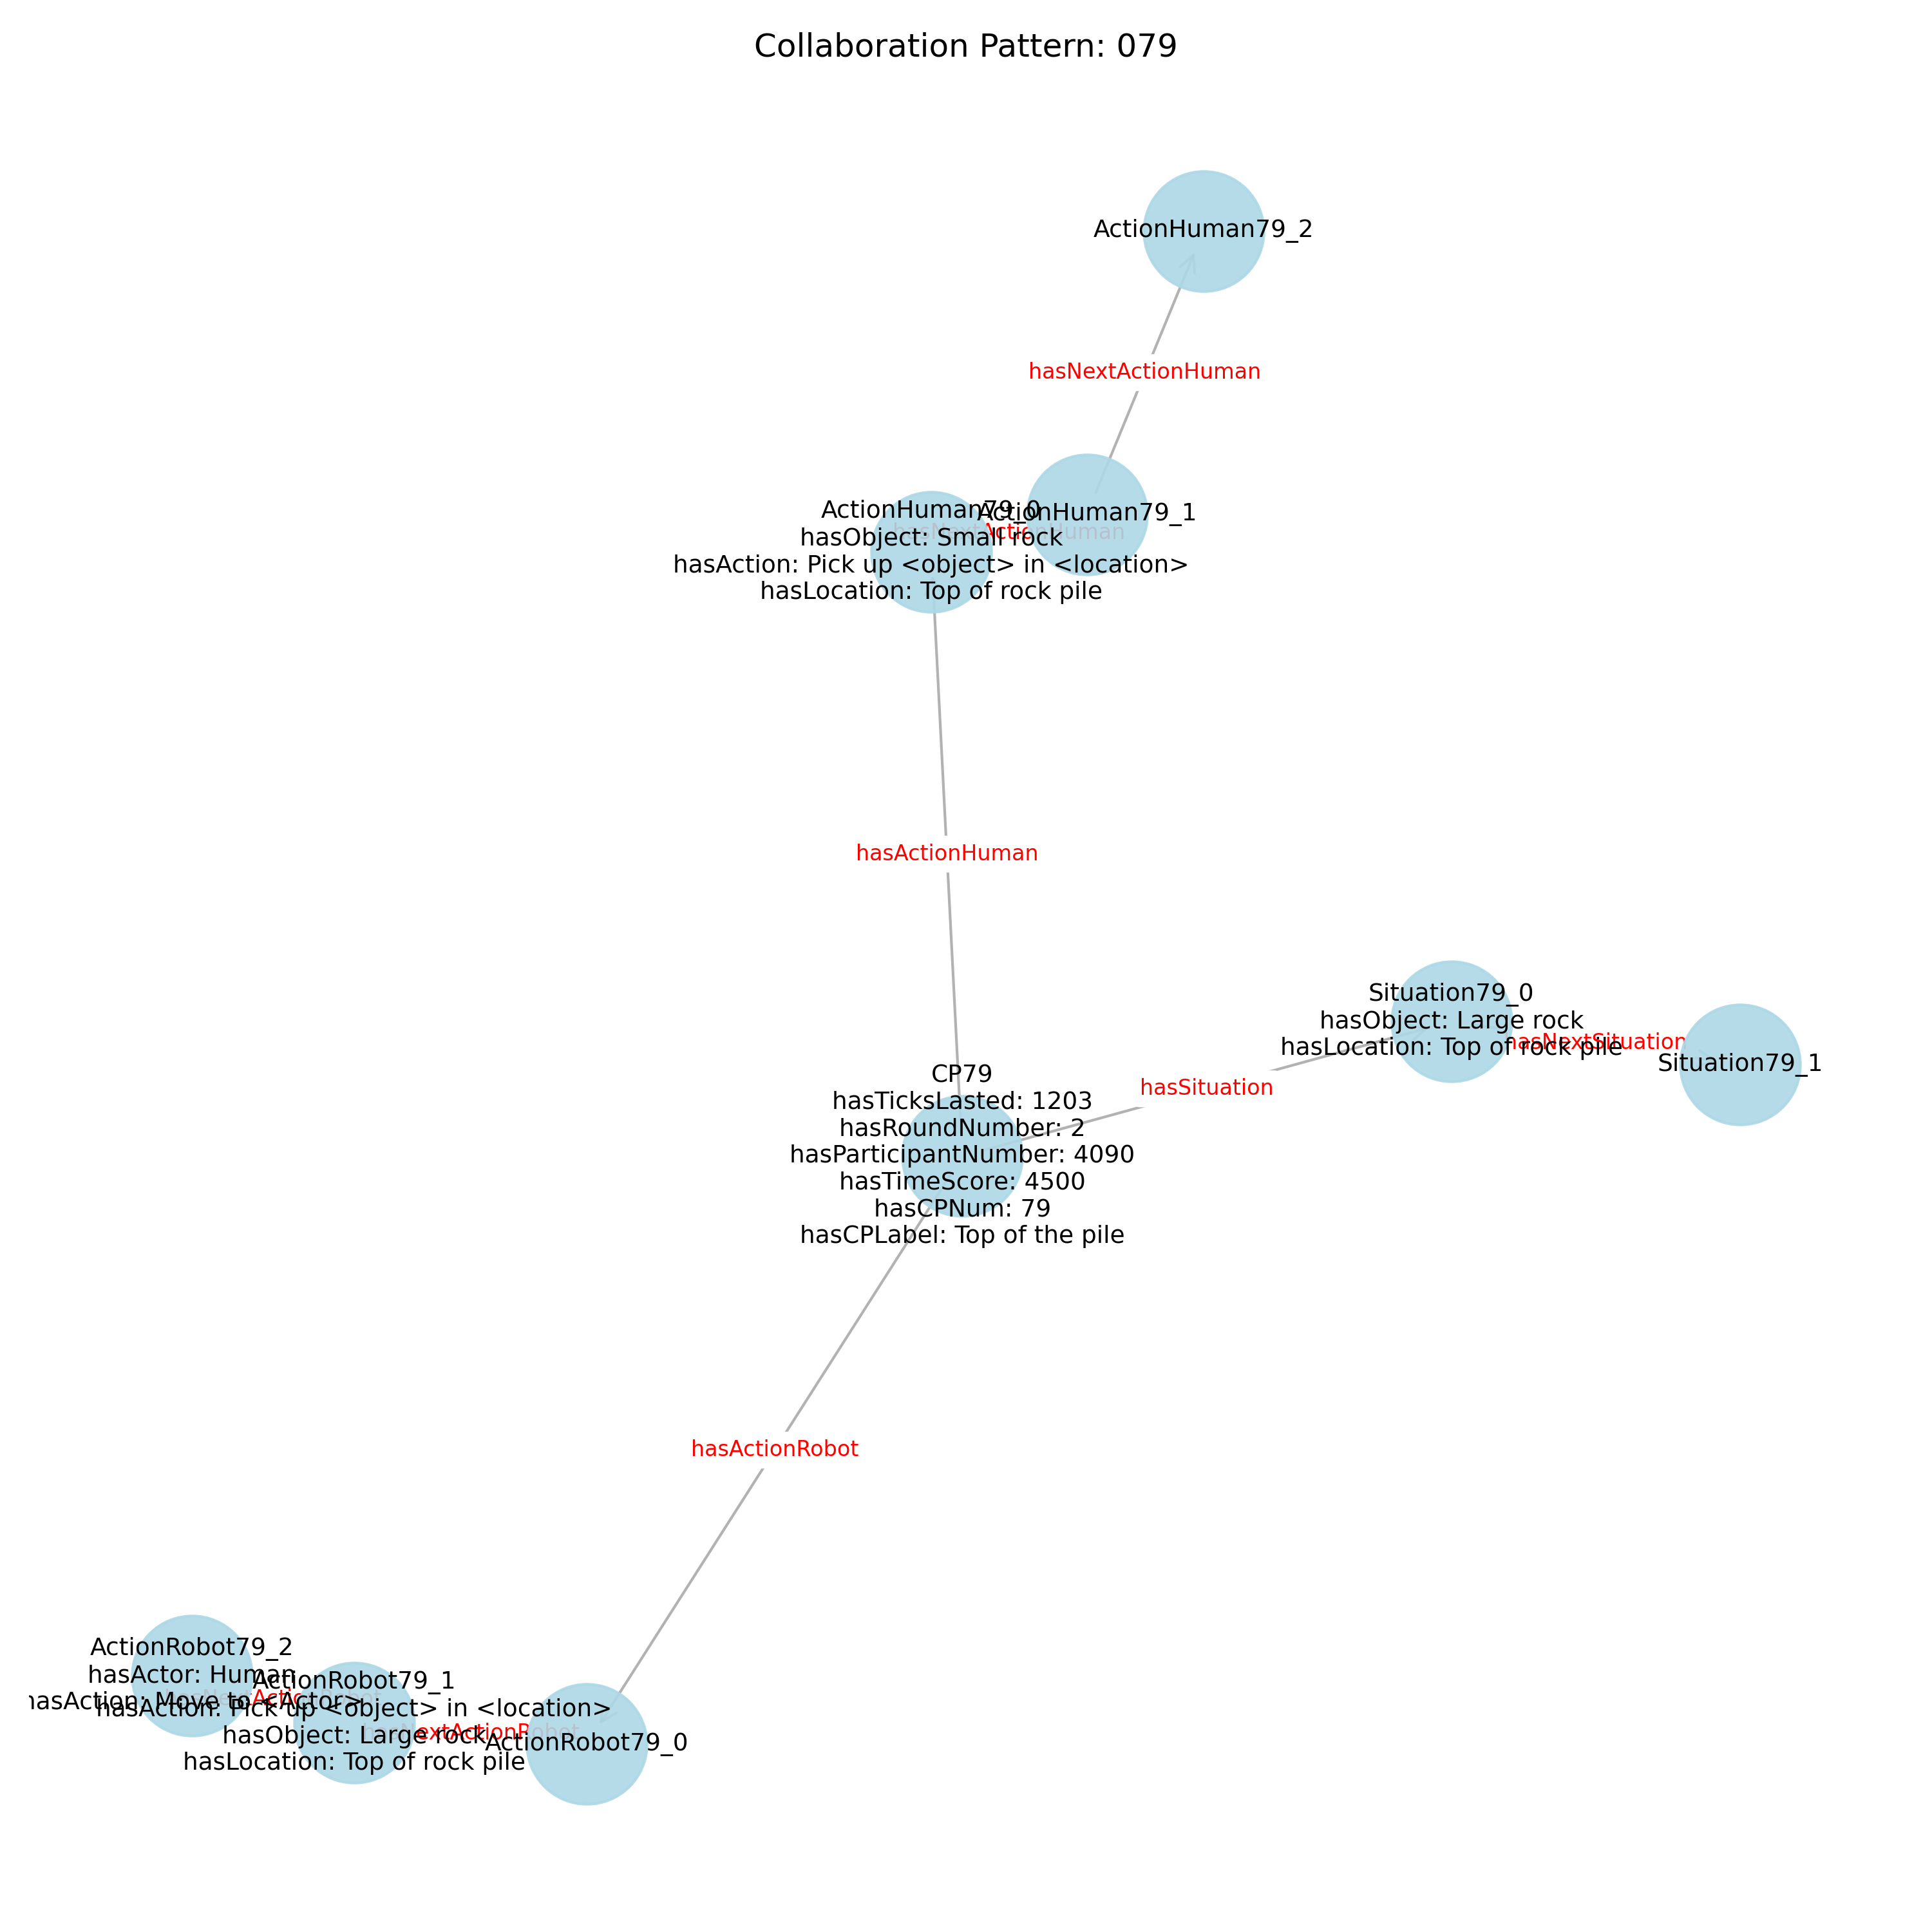 Collaboration Pattern: 079
ActionHuman79_2
hasNextActionHuman
ActionHuman79_0
hasObject: Small rock
hasAction: Pick up <object> in <location>
hasLocation: Top of rock pile
hasNextActionHuman
ActionHuman79_1
hasActionHuman
Situation79_0
hasObject: Large rock
hasLocation: Top of rock pile
hasNextSituation
Situation79_1
hasSituation
CP79
hasTicksLasted: 1203
hasRoundNumber: 2
hasParticipantNumber: 4090
hasTimeScore: 4500
hasCPNum: 79
hasCPLabel: Top of the pile
hasActionRobot
ActionRobot79_2
hasActor: Human
hasAction: Move to <Actor>
hasNextActionRobot
ActionRobot79_1
hasAction: Pick up <object> in <location>
hasObject: Large rock
hasLocation: Top of rock pile
hasNextActionRobot
ActionRobot79_0